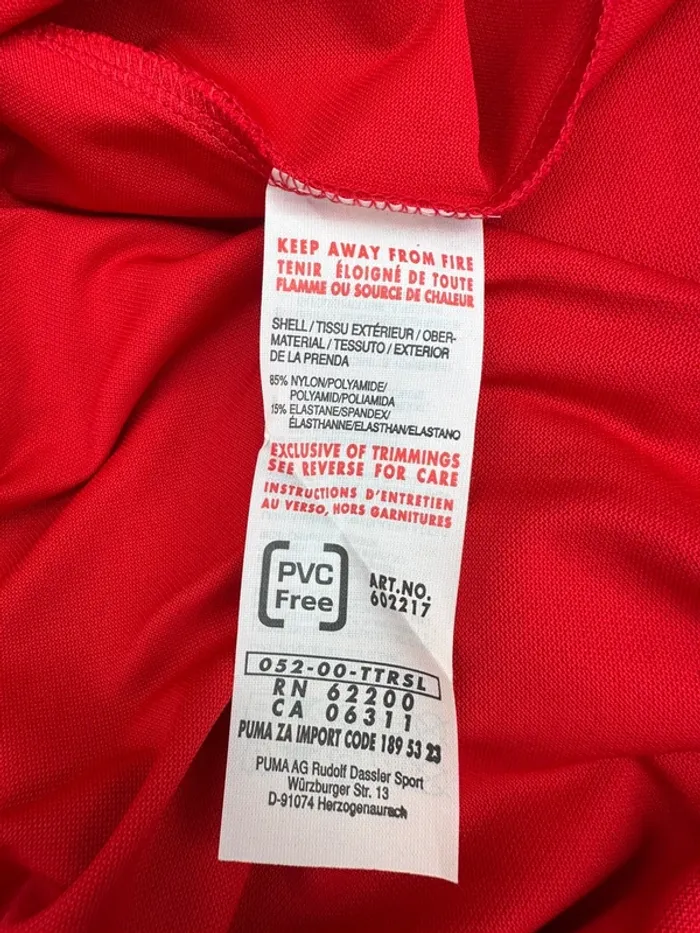 KEEP AWAY FROM FIRE
TENIR ÉLOIGNÉ DE TOUTE
FLAMME OU SOURCE DE CHALEUR
SHELL/TISSU EXTÉRIEUR/OBER-
MATERIAL/TESSUTO/EXTERIOR
DE LA PRENDA
85% NYLON/POLYAMIDE/
POLYAMID/POLIAMIDA
15% ELASTANE/SPANDEX/
ÉLASTHANNE/ELASTHAN/ELASTANO
EXCLUSIVE OF TRIMMINGS
SEE REVERSE FOR CARE
INSTRUCTIONS D'ENTRETIEN
AU VERSO, HORS GARNITURES
PVC
Free
ART.NO.
602217
052-00-TTRSL
RN 62200
CA 06311
PUMA ZA IMPORT CODE 189 53 23
PUMA AG Rudolf Dassler Sport
Würzburger Str. 13
D-91074 Herzogenaurach